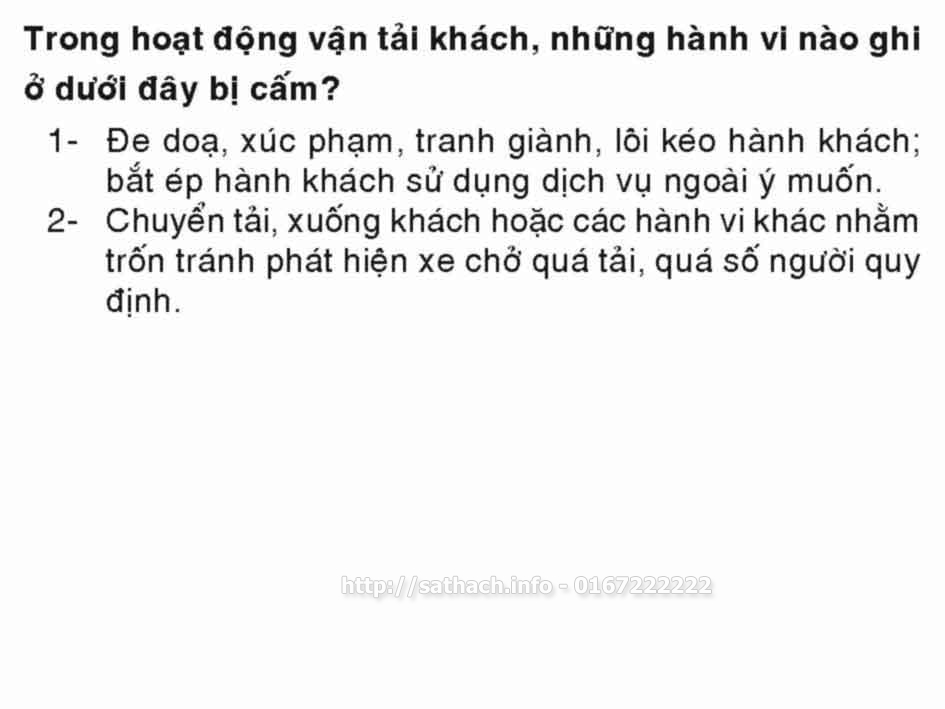 Trong hoạt động vận tải khách, những hành vi nào ghi
ở dưới đây bị cấm?
1- Đe doạ, xúc phạm, tranh giành, lôi kéo hành khách;
bắt ép hành khách sử dụng dịch vụ ngoài ý muốn.
2- Chuyển tải, xuống khách hoặc các hành vi khác nhằm
trốn tránh phát hiện xe chở quá tải, quá số người quy
định.
http://sathach.info - 0167222222